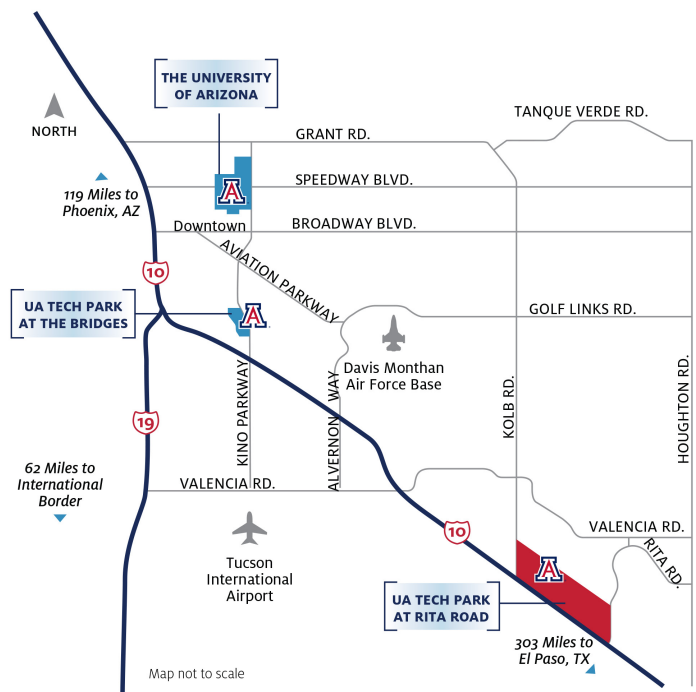 THE UNIVERSITY
OF ARIZONA
NORTH
TANQUE VERDE RD.
GRANT RD.
119 Miles to
Phoenix, AZ
A
SPEEDWAY BLVD.
Downtown
BROADWAY BLVD.
AVIATION PARKWAY
10
UA TECH PARK
AT THE BRIDGES
A
GOLF LINKS RD.
Davis Monthan
Air Force Base
KINO PARKWAY
ALVERNON WAY
KOLB RD.
HOUGHTON RD.
19
62 Miles to
International
Border
VALENCIA RD.
10
VALENCIA RD.
RITA RD.
Tucson
International
Airport
A
UA TECH PARK
AT RITA ROAD
303 Miles to
El Paso, TX
Map not to scale